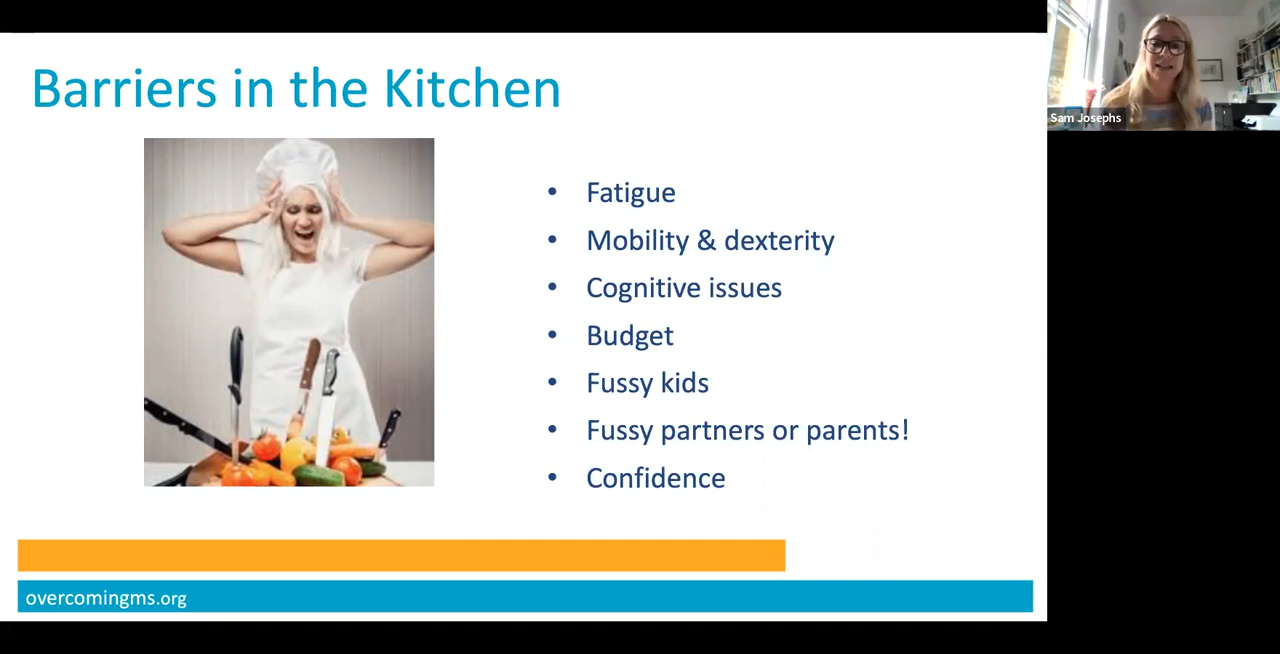 Barriers in the Kitchen
Sam Josephs
• Fatigue
• Mobility & dexterity
• Cognitive issues
• Budget
• Fussy kids
• Fussy partners or parents!
• Confidence
overcomingms.org